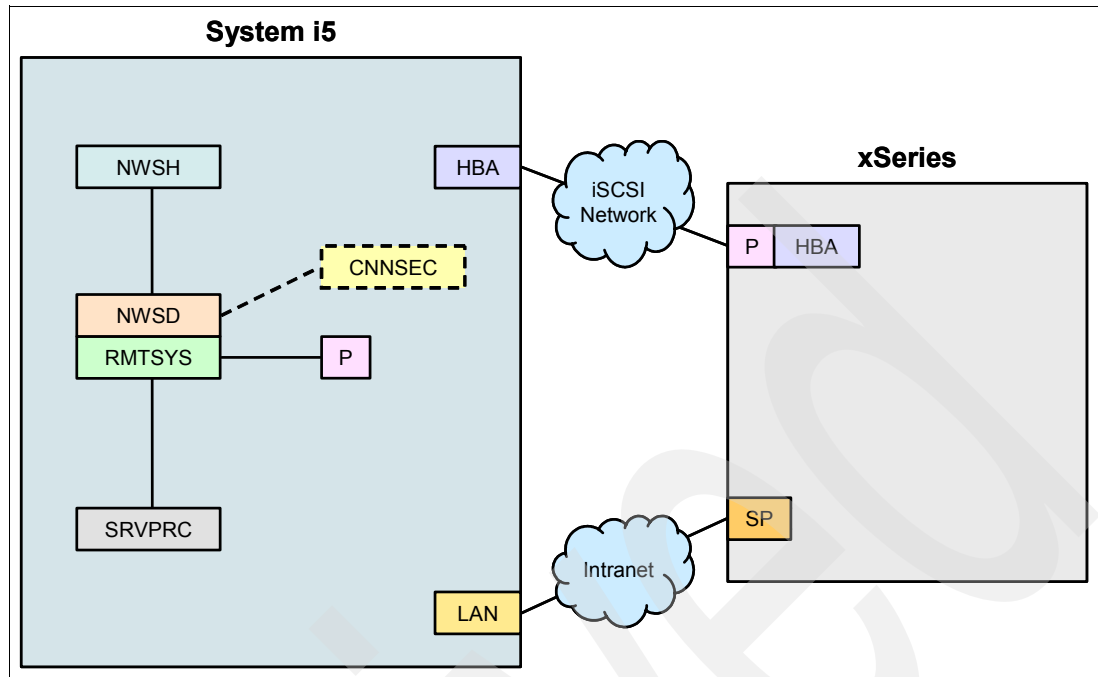 System i5
xSeries
NWSH
HBA
iSCSI
Network
P
HBA
CNNSEC
NWSD
RMTSYS
P
SRVPRC
SP
Intranet
LAN